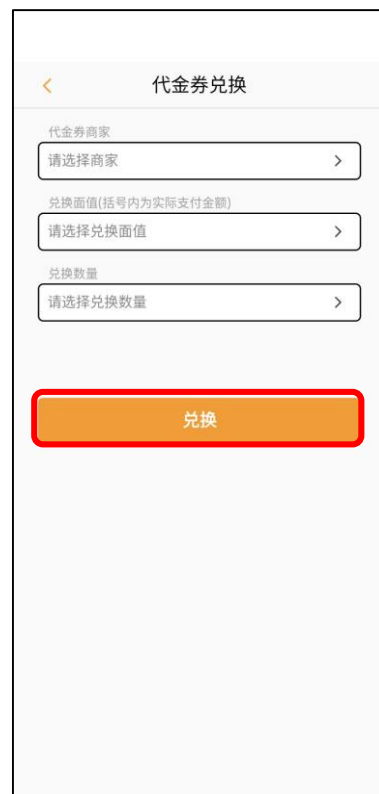 代金券兑换
代金券商家
请选择商家
兑换面值(括号内为实际支付金额)
请选择兑换面值
兑换数量
请选择兑换数量
兑换